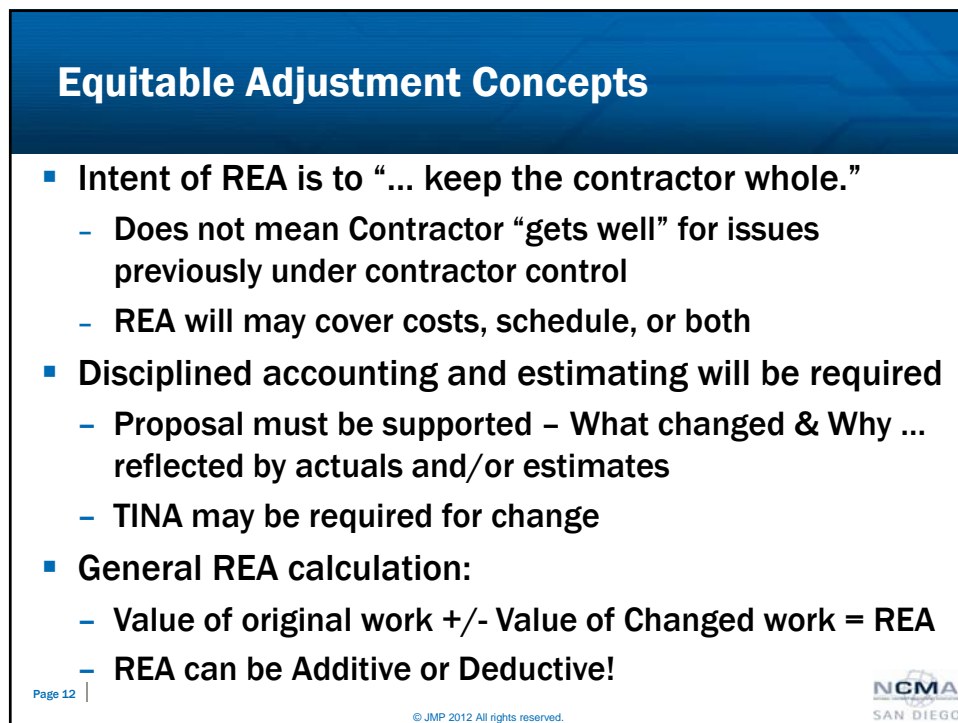 Equitable Adjustment Concepts
▪ Intent of REA is to “… keep the contractor whole.”
– Does not mean Contractor “gets well” for issues
previously under contractor control
– REA will may cover costs, schedule, or both
▪ Disciplined accounting and estimating will be required
– Proposal must be supported – What changed & Why …
reflected by actuals and/or estimates
– TINA may be required for change
▪ General REA calculation:
– Value of original work +/- Value of Changed work = REA
– REA can be Additive or Deductive!
Page 12
© JMP 2012 All rights reserved.
NCMA
SAN DIEGO